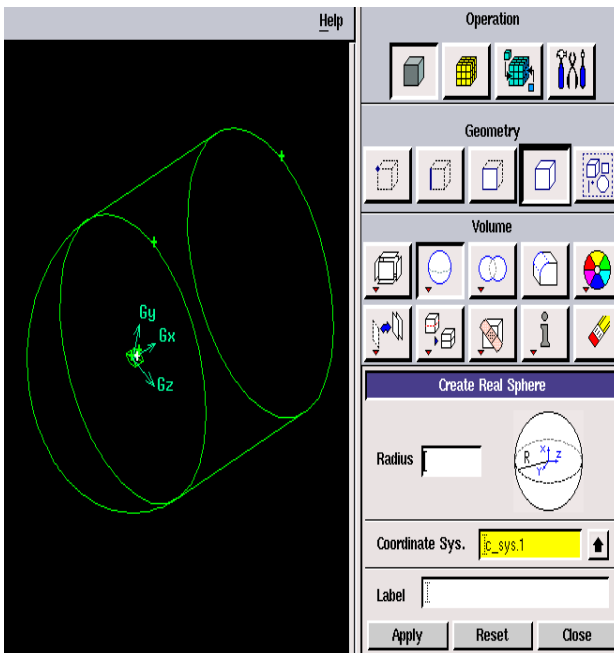 Help
Operation
Geometry
Volume
Gy
Gx
Gz
Create Real Sphere
Radius
R
X
Z
Y
Coordinate Sys.
c_sys.1
Label
Apply Reset Close